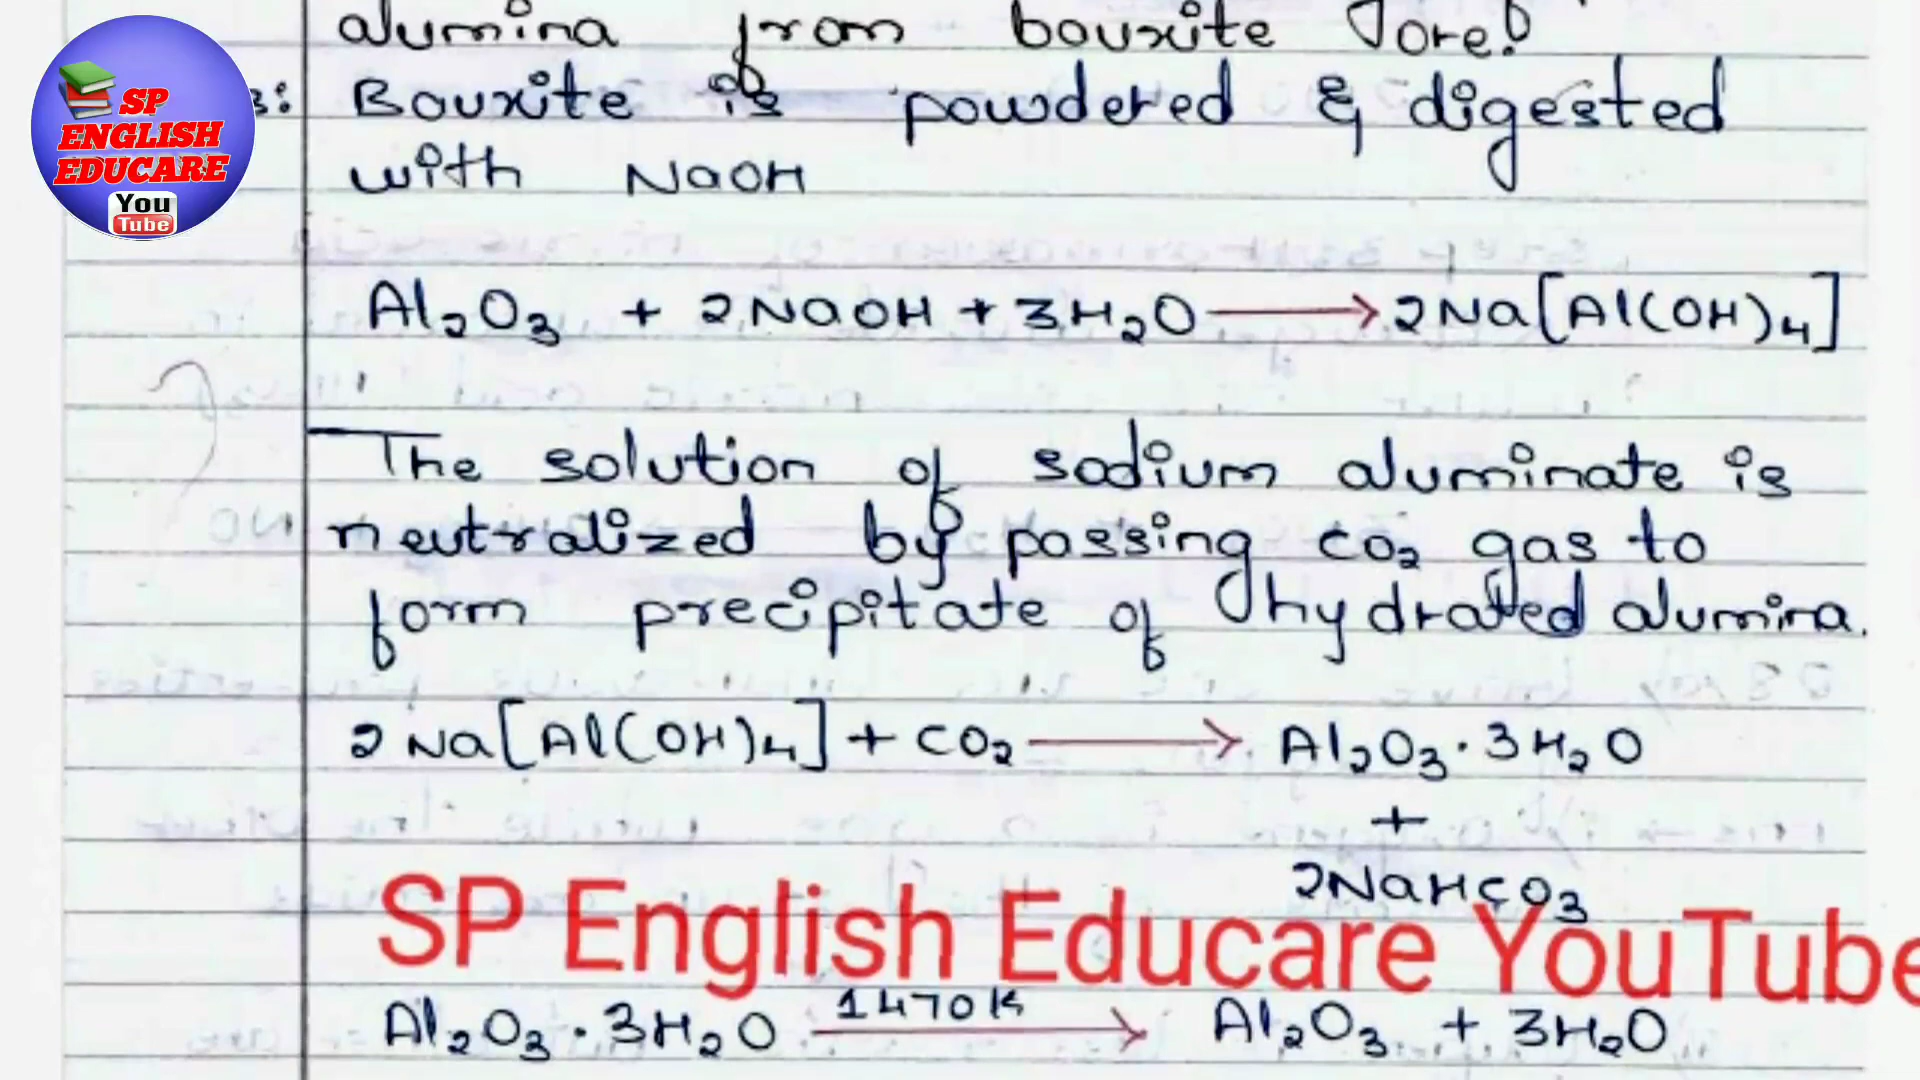 alumina from bauxite ore?
SP
ENGLISH
EDUCARE
You
Tube
3: Bauxite is powdered & digested
with NaOH
Al₂O₃ + 2NaOH + 3H₂O ⟶ 2Na[Al(OH)₄]
The solution of sodium aluminate is
neutralized by passing CO₂ gas to
form precipitate of hydrated alumina.
2Na[Al(OH)₄] + CO₂ ⟶ Al₂O₃·3H₂O
+
2NaHCO₃
SP English Educare YouTube
1470K
Al₂O₃·3H₂O ⟶ Al₂O₃ + 3H₂O